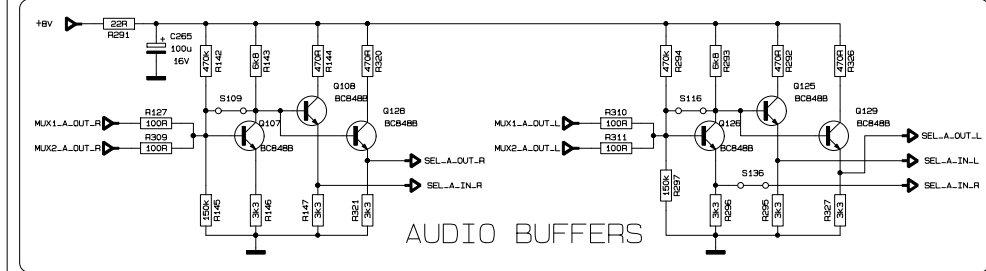 +8V
22R
R291
C265
+
100u
16V
470k
R142
6k8
R143
470R
R144
470R
R320
S109
Q108
BC848B
Q128
BC848B
MUX1_A_OUT_R
R127
100R
R309
MUX2_A_OUT_R
100R
Q107
BC848B
SEL_A_OUT_R
SEL_A_IN_R
150k
R145
3k3
R146
3k3
R147
3k3
R321
AUDIO BUFFERS
470k
R294
6k8
R293
470R
R292
470R
R326
S116
Q125
BC848B
Q129
BC848B
MUX1_A_OUT_L
R310
100R
R311
MUX2_A_OUT_L
100R
Q126
BC848B
SEL_A_OUT_L
SEL_A_IN_L
S136
SEL_A_IN_R
150k
R297
3k3
R296
3k3
R295
3k3
R327